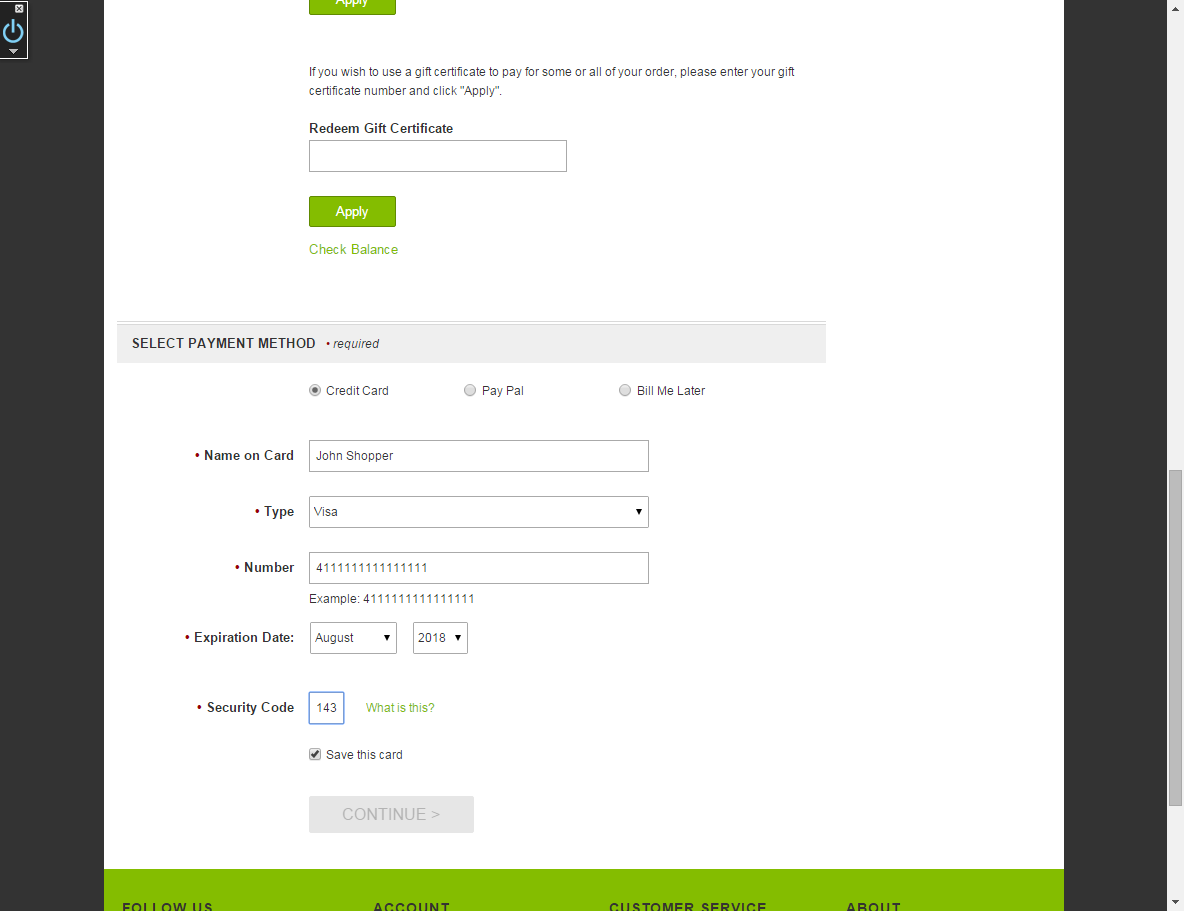 Apply
If you wish to use a gift certificate to pay for some or all of your order, please enter your gift
certificate number and click "Apply".
Redeem Gift Certificate
Apply
Check Balance
SELECT PAYMENT METHOD • required
Credit Card Pay Pal Bill Me Later
• Name on Card John Shopper
• Type Visa
• Number 4111111111111111
Example: 4111111111111111
• Expiration Date: August 2018
• Security Code 143 What is this?
Save this card
CONTINUE >
FOLLOW US ACCOUNT CUSTOMER SERVICE ABOUT